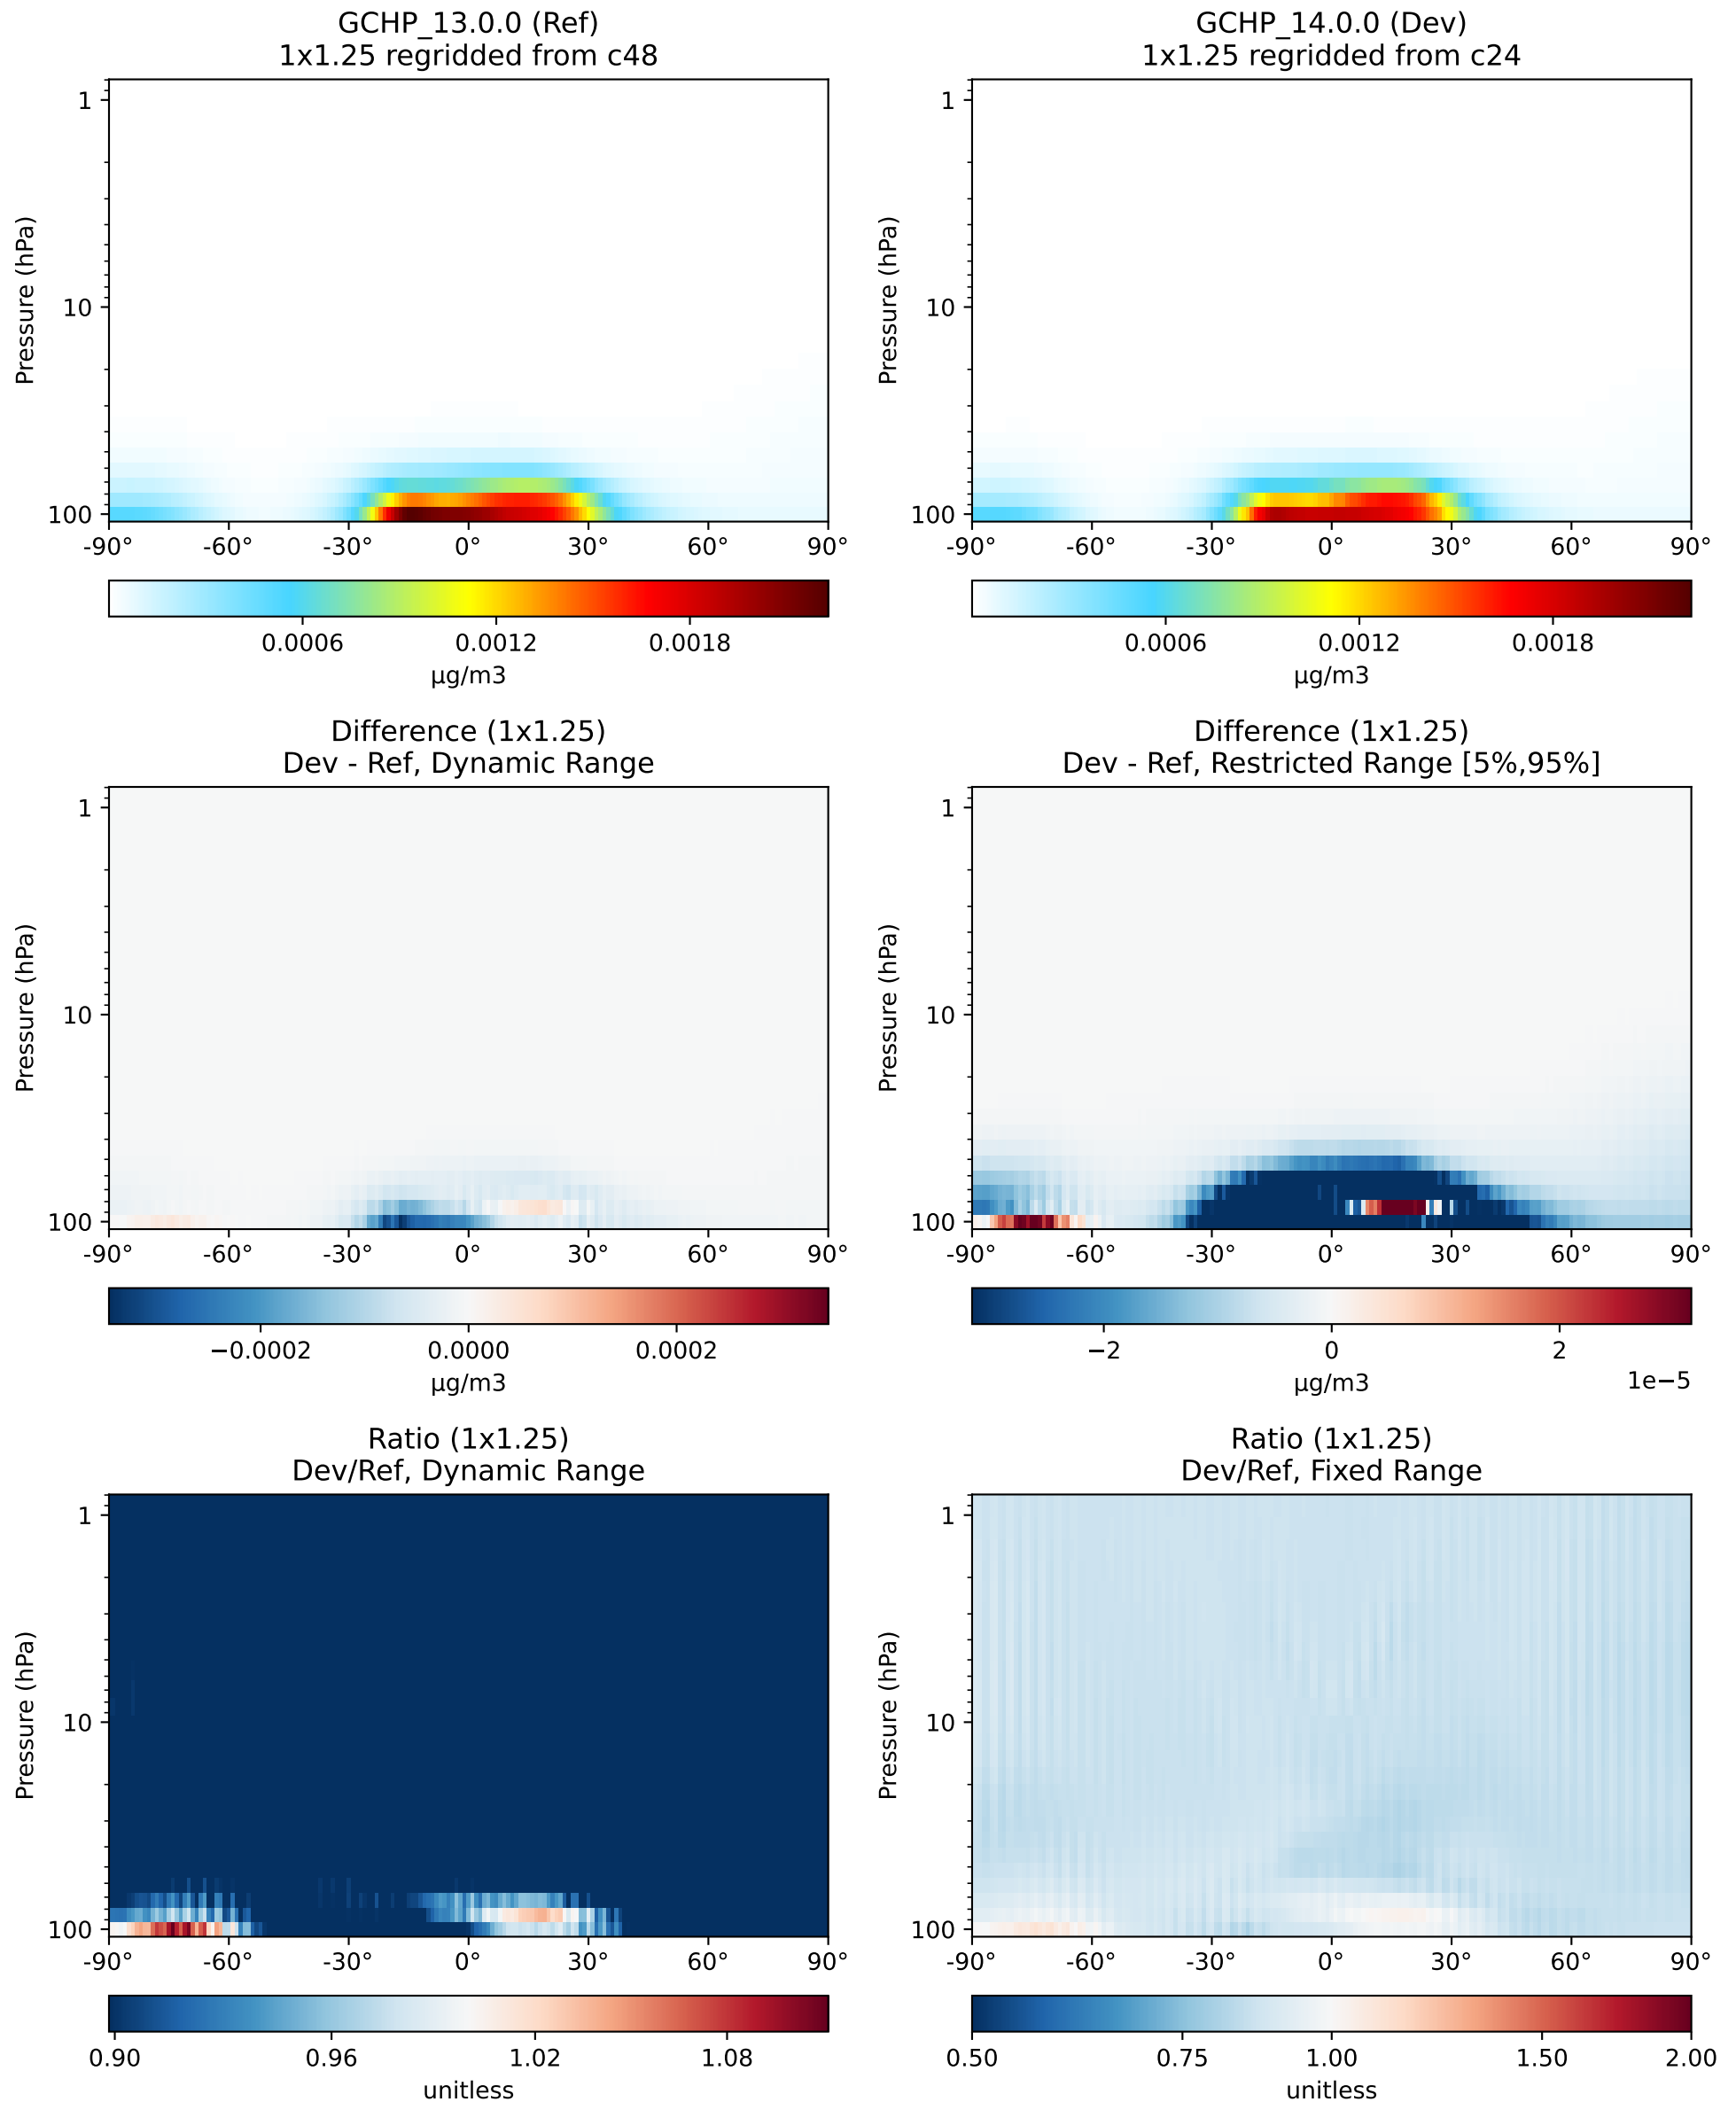 GCHP_13.0.0 (Ref)
1x1.25 regridded from c48
Pressure (hPa)
1
10
100
-90° -60° -30° 0° 30° 60° 90°
0.0006 0.0012 0.0018
µg/m3
GCHP_14.0.0 (Dev)
1x1.25 regridded from c24
Pressure (hPa)
1
10
100
-90° -60° -30° 0° 30° 60° 90°
0.0006 0.0012 0.0018
µg/m3
Difference (1x1.25)
Dev - Ref, Dynamic Range
Pressure (hPa)
1
10
100
-90° -60° -30° 0° 30° 60° 90°
−0.0002 0.0000 0.0002
µg/m3
Difference (1x1.25)
Dev - Ref, Restricted Range [5%,95%]
Pressure (hPa)
1
10
100
-90° -60° -30° 0° 30° 60° 90°
−2 0 2
µg/m3
1e−5
Ratio (1x1.25)
Dev/Ref, Dynamic Range
Pressure (hPa)
1
10
100
-90° -60° -30° 0° 30° 60° 90°
0.90 0.96 1.02 1.08
unitless
Ratio (1x1.25)
Dev/Ref, Fixed Range
Pressure (hPa)
1
10
100
-90° -60° -30° 0° 30° 60° 90°
0.50 0.75 1.00 1.50 2.00
unitless